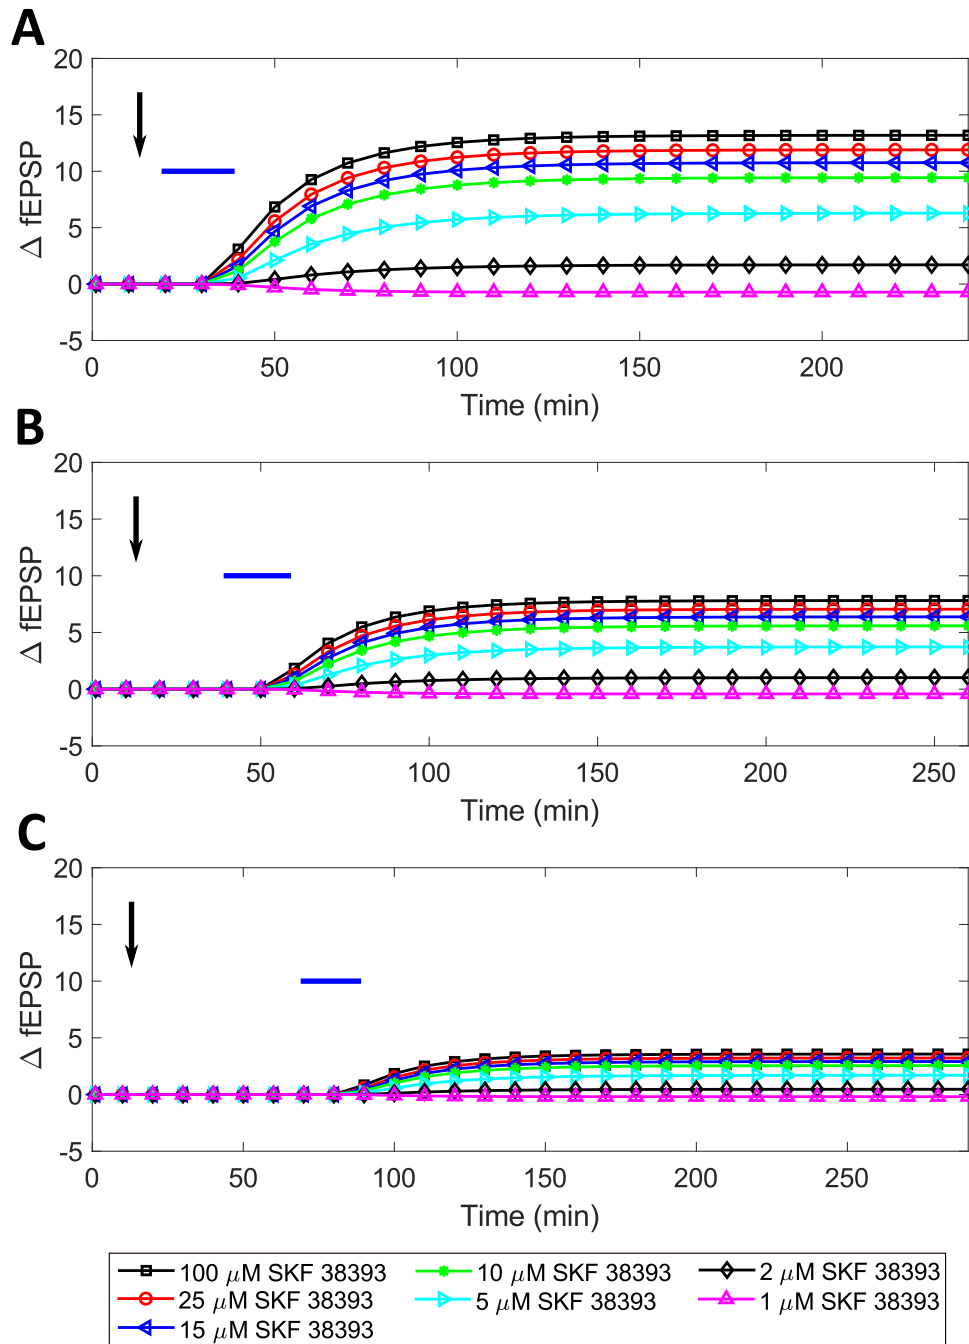 A
20
15
10
5
0
-5
Δ fEPSP
0 50 100 150 200
Time (min)
B
20
15
10
5
0
-5
Δ fEPSP
0 50 100 150 200 250
Time (min)
C
20
15
10
5
0
-5
Δ fEPSP
0 50 100 150 200 250
Time (min)
100 μM SKF 38393 10 μM SKF 38393 2 μM SKF 38393
25 μM SKF 38393 5 μM SKF 38393 1 μM SKF 38393
15 μM SKF 38393